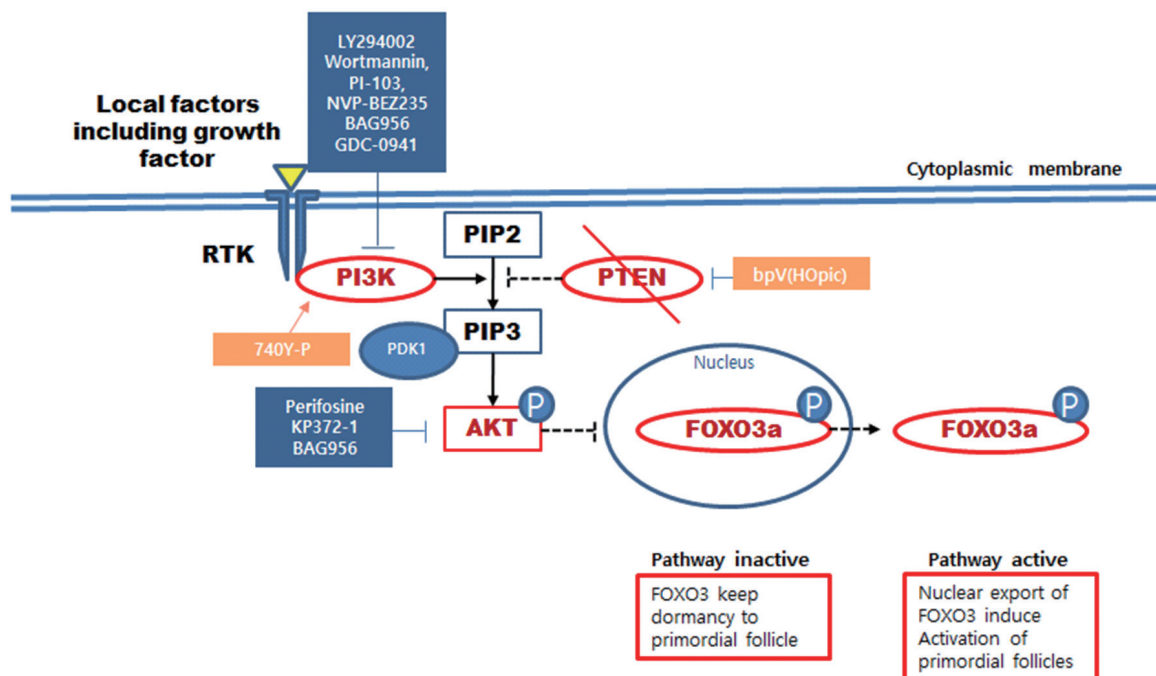 LY294002
Wortmannin,
PI-103,
NVP-BEZ235
BAG956
GDC-0941
Local factors
including growth
factor
Cytoplasmic membrane
RTK
PIP2
PI3K
PTEN
bpV(HOpic)
740Y-P
PDK1
PIP3
Nucleus
Perifosine
KP372-1
BAG956
AKT
P
FOXO3a
P
FOXO3a
P
Pathway inactive
FOXO3 keep
dormancy to
primordial follicle
Pathway active
Nuclear export of
FOXO3 induce
Activation of
primordial follicles